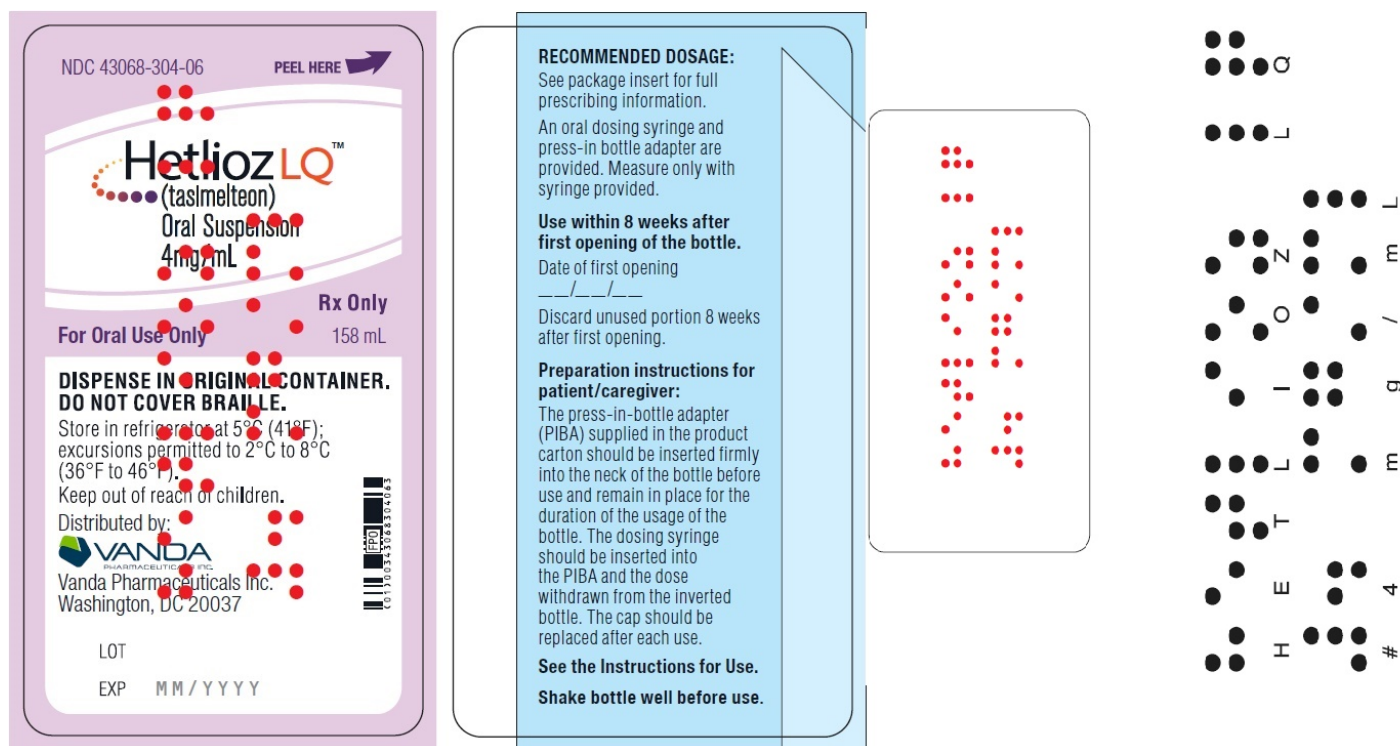 NDC 43068-304-06
PEEL HERE
Hetlioz LQ™
(taslmelteon)
Oral Suspension
4mg/mL
Rx Only
For Oral Use Only
158 mL
DISPENSE IN ORIGINAL CONTAINER.
DO NOT COVER BRAILLE.
Store in refrigerator at 5°C (41°F);
excursions permitted to 2°C to 8°C
(36°F to 46°F).
Keep out of reach of children.
Distributed by:
VANDA
PHARMACEUTICALS INC.
Vanda Pharmaceuticals Inc.
Washington, DC 20037
LOT
EXP MM/YYYY
FPO
(01)00343068304063
RECOMMENDED DOSAGE:
See package insert for full
prescribing information.
An oral dosing syringe and
press-in bottle adapter are
provided. Measure only with
syringe provided.
Use within 8 weeks after
first opening of the bottle.
Date of first opening
__/__/__
Discard unused portion 8 weeks
after first opening.
Preparation instructions for
patient/caregiver:
The press-in-bottle adapter
(PIBA) supplied in the product
carton should be inserted firmly
into the neck of the bottle before
use and remain in place for the
duration of the usage of the
bottle. The dosing syringe
should be inserted into
the PIBA and the dose
withdrawn from the inverted
bottle. The cap should be
replaced after each use.
See the Instructions for Use.
Shake bottle well before use.
H E T L I O Z L Q
# 4 m g / m L